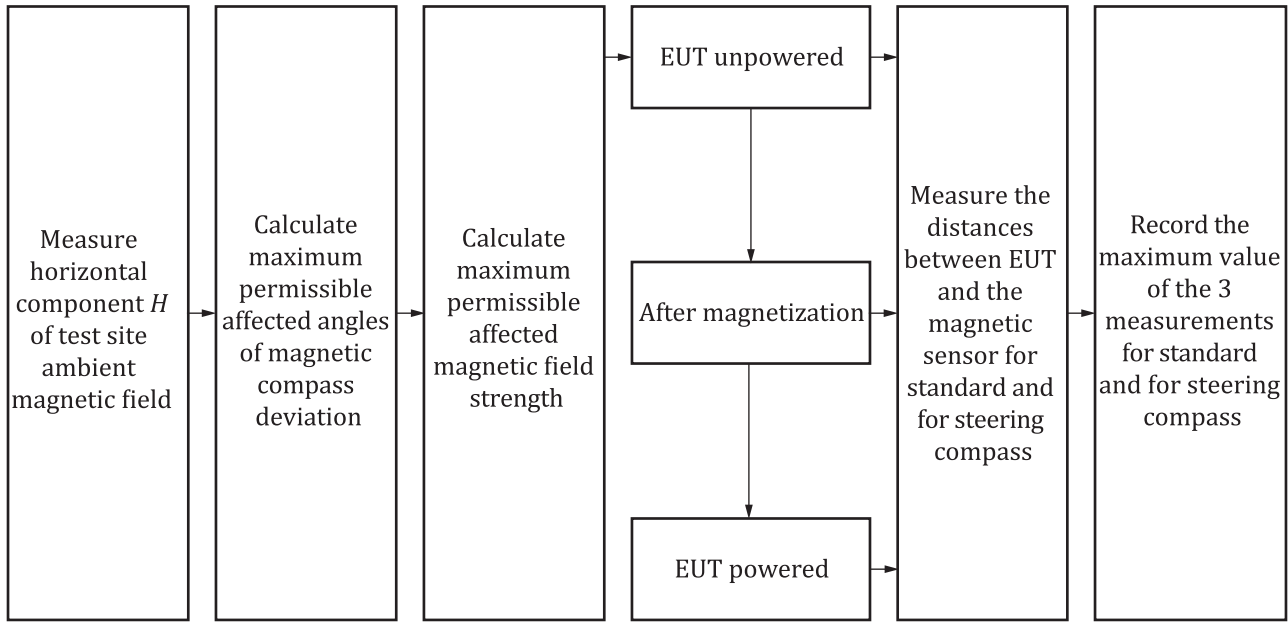 Measure
horizontal
component H
of test site
ambient
magnetic field
Calculate
maximum
permissible
affected angles
of magnetic
compass
deviation
Calculate
maximum
permissible
affected
magnetic field
strength
EUT unpowered
After magnetization
EUT powered
Measure the
distances
between EUT
and the
magnetic
sensor for
standard and
for steering
compass
Record the
maximum value
of the 3
measurements
for standard
and for steering
compass